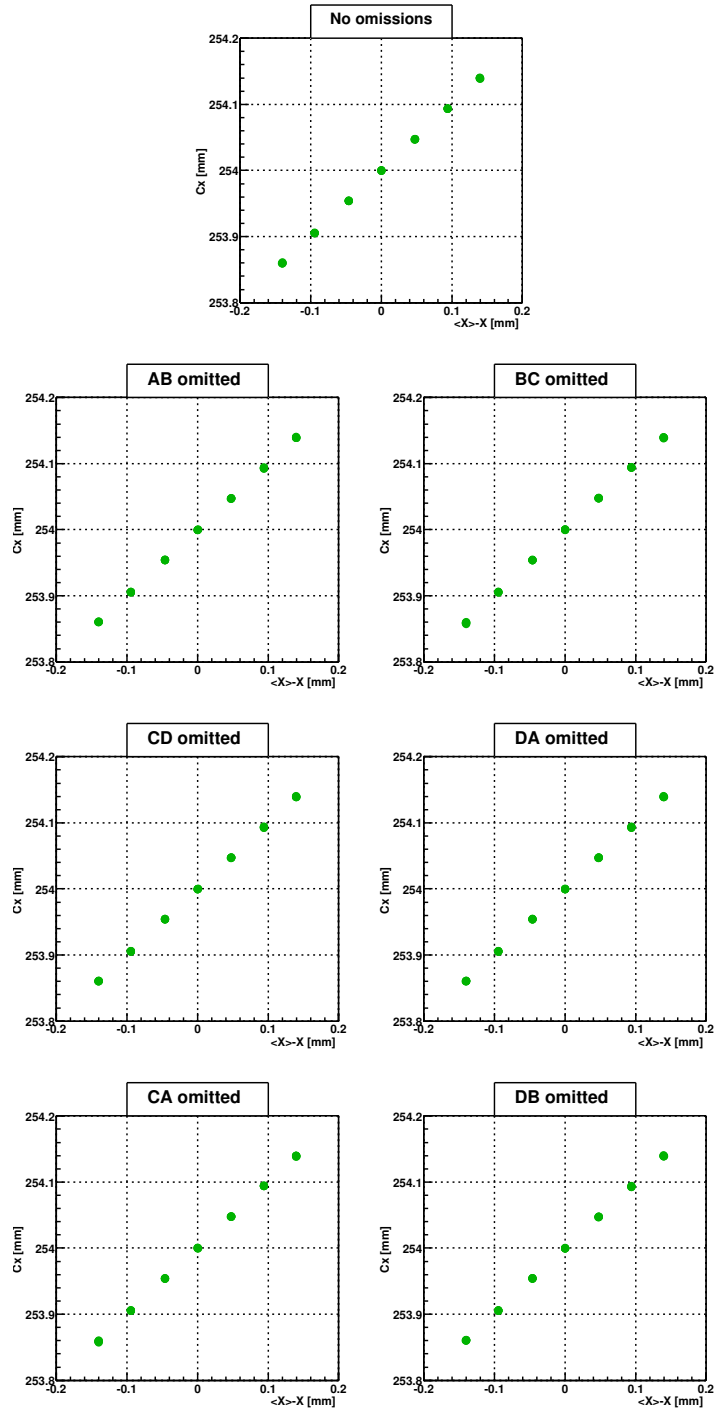 No omissions
254.2
254.1
254
253.9
253.8
Cx [mm]
-0.2 -0.1 0 0.1 0.2
<X>-X [mm]
AB omitted
254.2
254.1
254
253.9
253.8
Cx [mm]
-0.2 -0.1 0 0.1 0.2
<X>-X [mm]
BC omitted
254.2
254.1
254
253.9
253.8
Cx [mm]
-0.2 -0.1 0 0.1 0.2
<X>-X [mm]
CD omitted
254.2
254.1
254
253.9
253.8
Cx [mm]
-0.2 -0.1 0 0.1 0.2
<X>-X [mm]
DA omitted
254.2
254.1
254
253.9
253.8
Cx [mm]
-0.2 -0.1 0 0.1 0.2
<X>-X [mm]
CA omitted
254.2
254.1
254
253.9
253.8
Cx [mm]
-0.2 -0.1 0 0.1 0.2
<X>-X [mm]
DB omitted
254.2
254.1
254
253.9
253.8
Cx [mm]
-0.2 -0.1 0 0.1 0.2
<X>-X [mm]